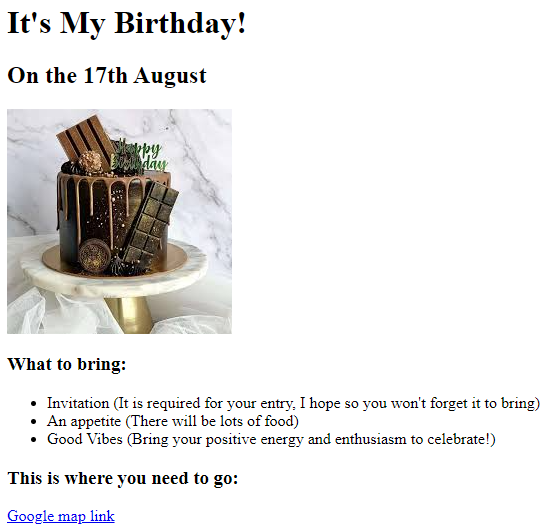 It's My Birthday!
On the 17th August
Happy
Birthday
What to bring:
Invitation (It is required for your entry, I hope so you won't forget it to bring)
An appetite (There will be lots of food)
Good Vibes (Bring your positive energy and enthusiasm to celebrate!)
This is where you need to go:
Google map link